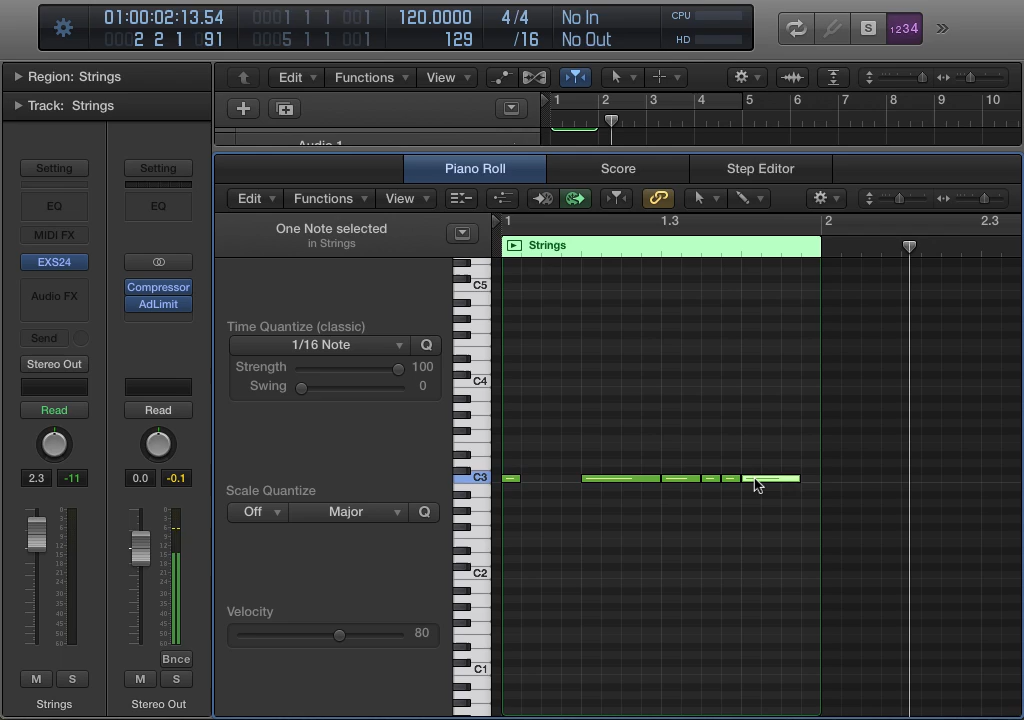 01:00:02:13.54
0002 2 1 091
0005 1 1 001
0001 1 1 001
120.0000
129
4/4
/16
No In
No Out
CPU
HD
S
1234
Region: Strings
Track: Strings
Edit
Functions
View
1 2 3 4 5 6 7 8 9 10
Audio 1
Setting
Setting
EQ
EQ
MIDI FX
EXS24
Audio FX
Compressor
AdLimit
Send
Stereo Out
Read
Read
2.3 -11
0.0 -0.1
Bnce
M S
M S
Strings
Stereo Out
Piano Roll
Score
Step Editor
Edit
Functions
View
One Note selected
in Strings
1 1.3 2 2.3
Strings
Time Quantize (classic)
1/16 Note
Q
Strength 100
Swing 0
Scale Quantize
Off
Major
Q
Velocity
80
C5
C4
C3
C2
C1